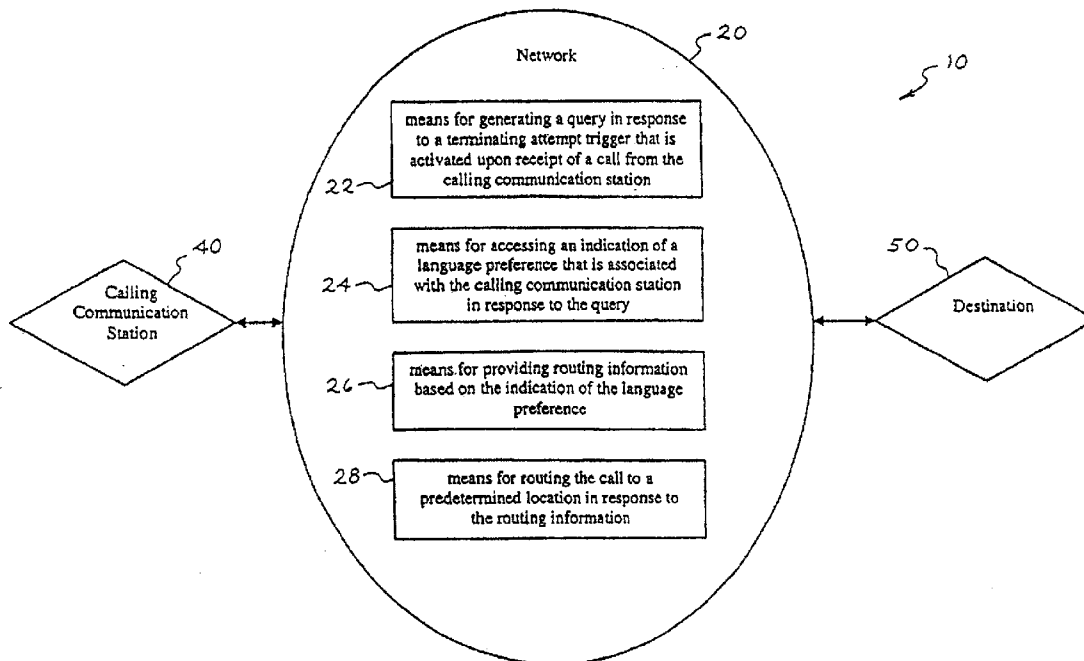 20
Network
10
means for generating a query in response
to a terminating attempt trigger that is
activated upon receipt of a call from the
calling communication station
22
40
50
means for accessing an indication of a
language preference that is associated
with the calling communication station
in response to the query
24
Calling
Communication
Station
Destination
means for providing routing information
based on the indication of the language
preference
26
28
means for routing the call to a
predetermined location in response to
the routing information